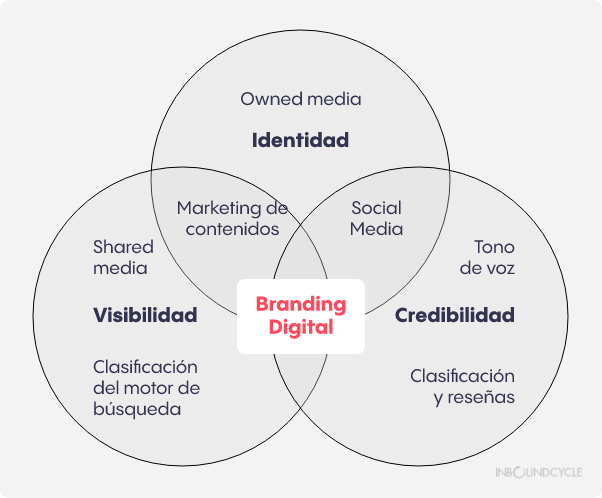 Owned media
Identidad
Marketing de
contenidos
Social
Media
Shared
media
Tono
de voz
Branding
Digital
Visibilidad
Credibilidad
Clasificación
del motor de
búsqueda
Clasificación
y reseñas
INBOUNDCYCLE